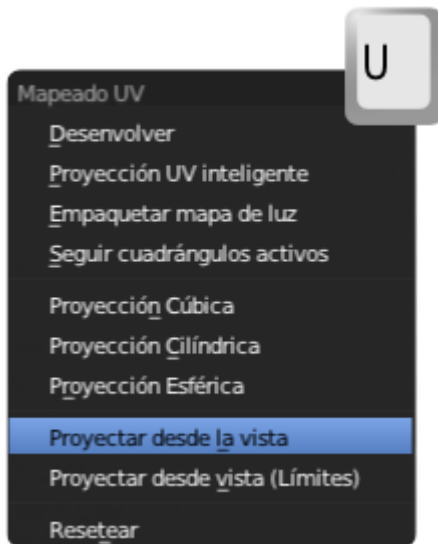 U
Mapeado UV
Desenvolver
Proyección UV inteligente
Empaquetar mapa de luz
Seguir cuadrángulos activos
Proyección Cúbica
Proyección Cilíndrica
Proyección Esférica
Proyectar desde la vista
Proyectar desde vista (Límites)
Resetear